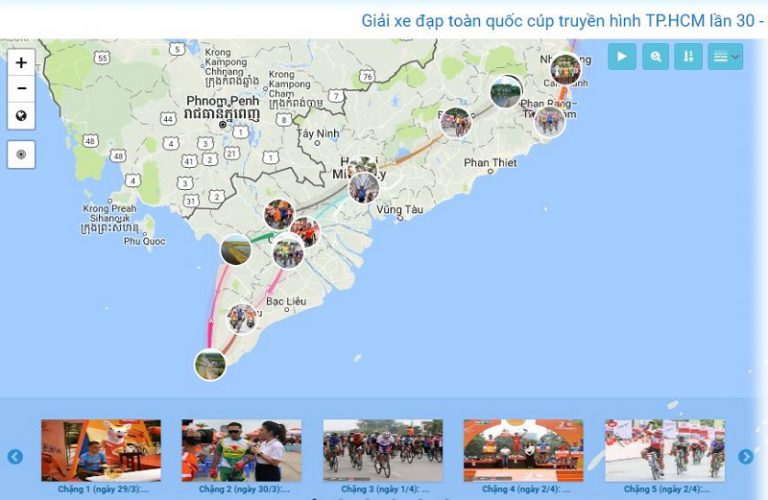 Giải xe đạp toàn quốc cúp truyền hình TP.HCM lần 30 -
55
Krong
Kampong
Chhnang
ក្រុងកំពង់ឆ្នាំង
Krong
Kampong
Cham
ក្រុងកំពង់ចាម
76
7
Phnom Penh
រាជធានីភ្នំពេញ
44
1
48
3
31
21
41
2
1
Tây Ninh
Phan Rang–
Phan Thiet
Vũng Tàu
48
4
3
Krong Preah
Sihanouk
ក្រុងព្រះសីហនុ
Phu Quoc
Bạc Liêu
Chặng 1 (ngày 29/3):...
Chặng 2 (ngày 30/3):...
Chặng 3 (ngày 1/4): ...
Chặng 4 (ngày 2/4): ...
Chặng 5 (ngày 2/4):...